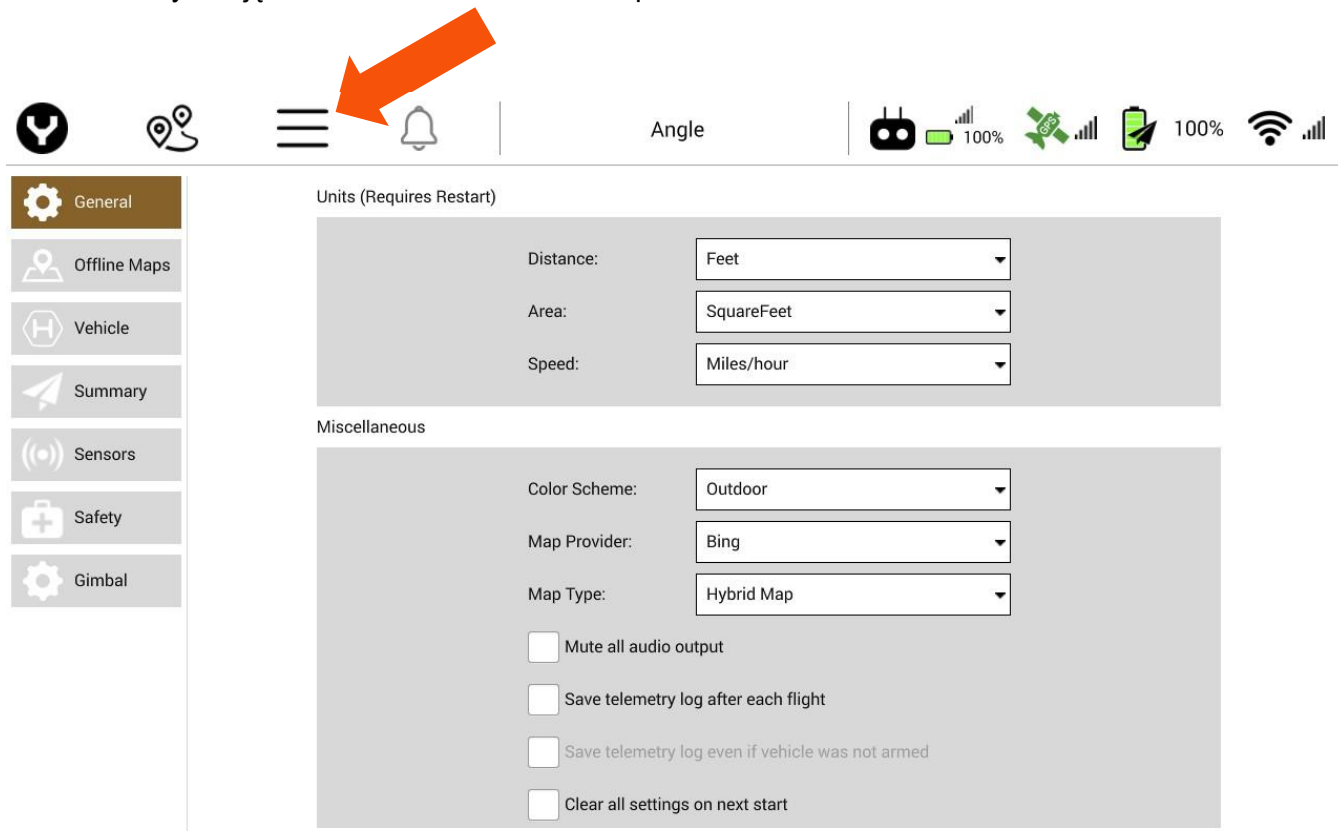 Angle
100%
GPS
100%
General
Offline Maps
Vehicle
Summary
Sensors
Safety
Gimbal
Units (Requires Restart)
Distance: Feet
Area: SquareFeet
Speed: Miles/hour
Miscellaneous
Color Scheme: Outdoor
Map Provider: Bing
Map Type: Hybrid Map
Mute all audio output
Save telemetry log after each flight
Save telemetry log even if vehicle was not armed
Clear all settings on next start